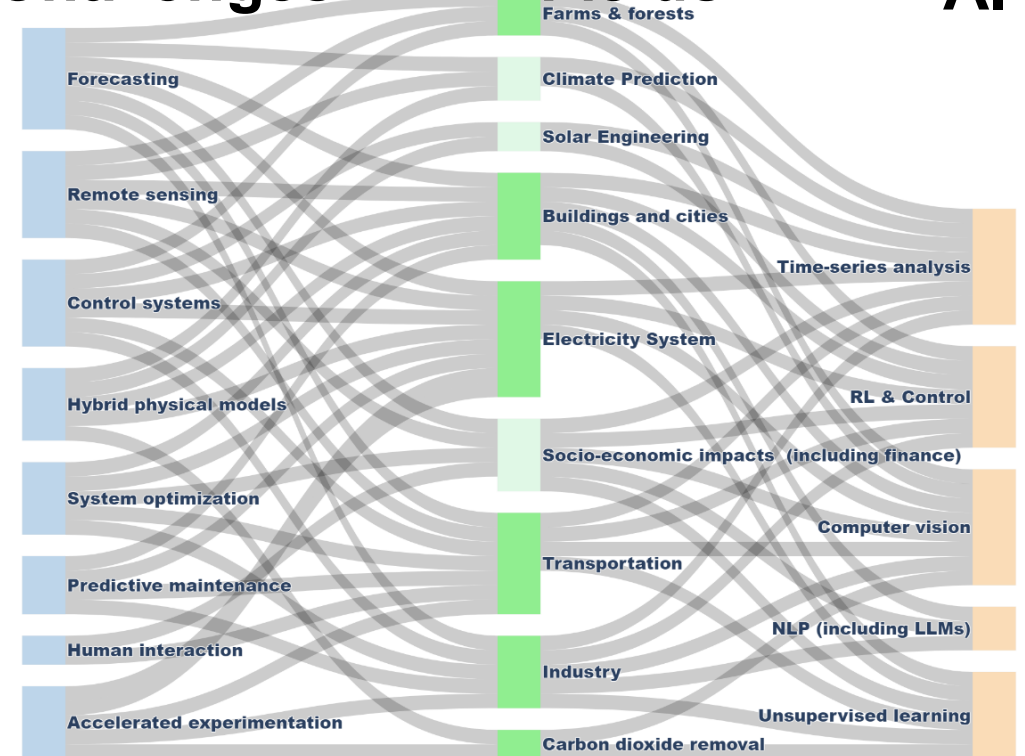 Forecasting
Remote sensing
Control systems
Hybrid physical models
System optimization
Predictive maintenance
Human interaction
Accelerated experimentation
Farms & forests
Climate Prediction
Solar Engineering
Buildings and cities
Electricity System
Socio-economic impacts (including finance)
Transportation
Industry
Carbon dioxide removal
Time-series analysis
RL & Control
Computer vision
NLP (including LLMs)
Unsupervised learning